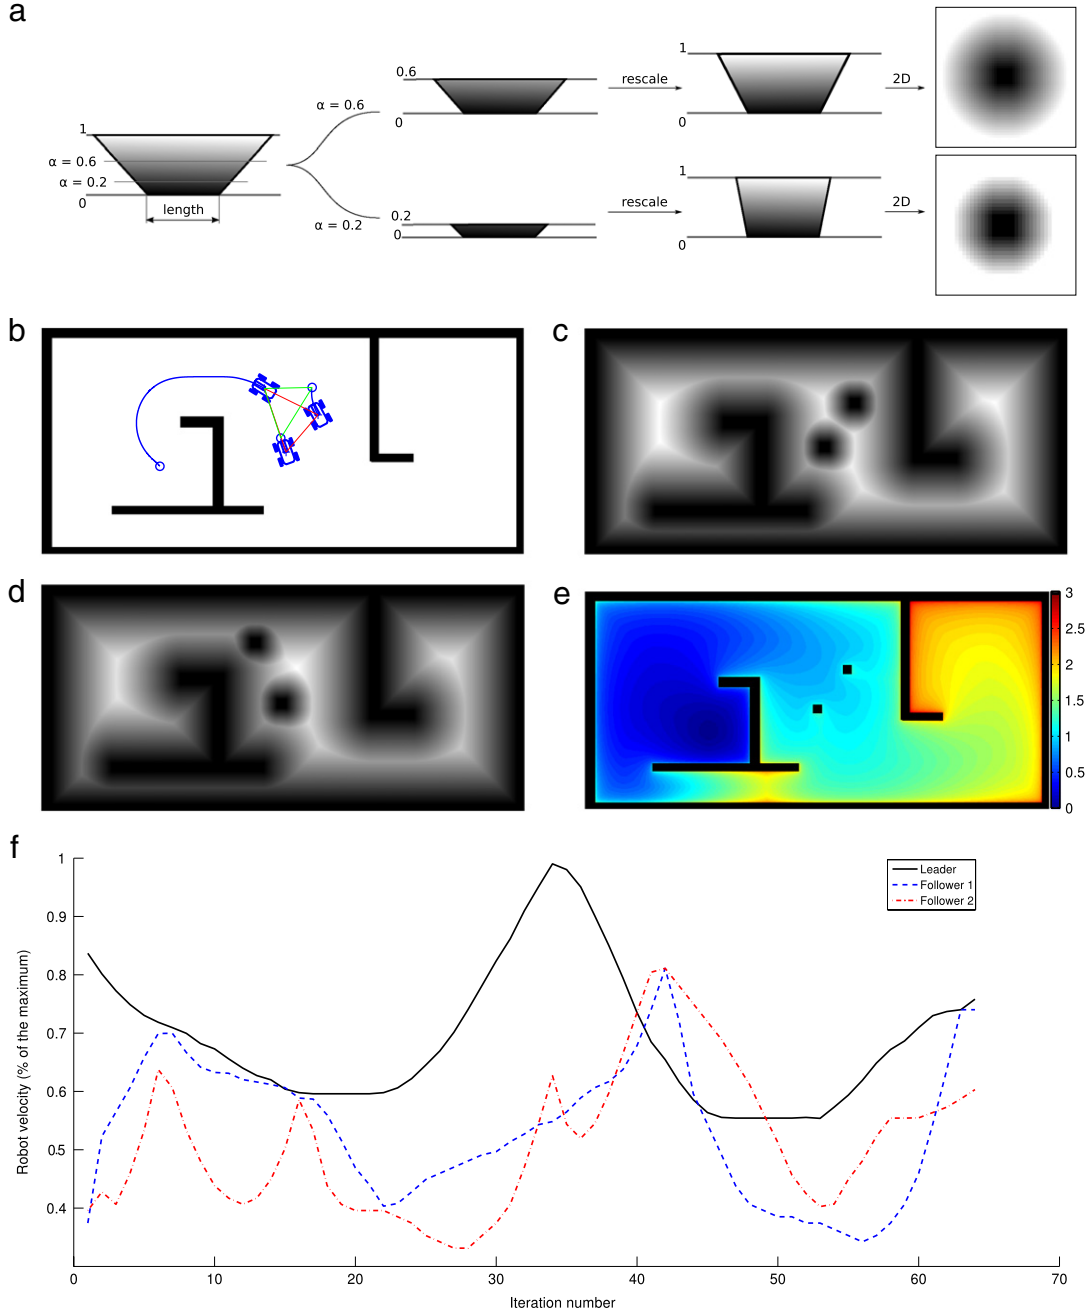 a
1
α = 0.6
α = 0.2
0
length
α = 0.6
α = 0.2
0.6
0
rescale
1
0
2D
0.2
0
rescale
1
0
2D
b
c
d
e
3
2.5
2
1.5
1
0.5
0
f
1
0.9
0.8
0.7
0.6
0.5
0.4
Robot velocity (% of the maximum)
Leader
Follower 1
Follower 2
0
10
20
30
40
50
60
70
Iteration number